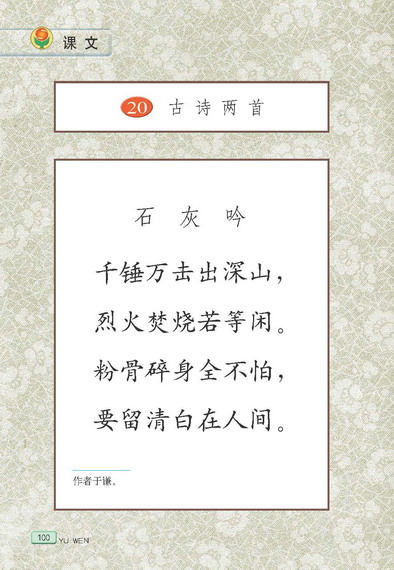 课文
20 古诗两首
石灰吟
千锤万击出深山，
烈火焚烧若等闲。
粉骨碎身全不怕，
要留清白在人间。
作者于谦。
100 YU WEN